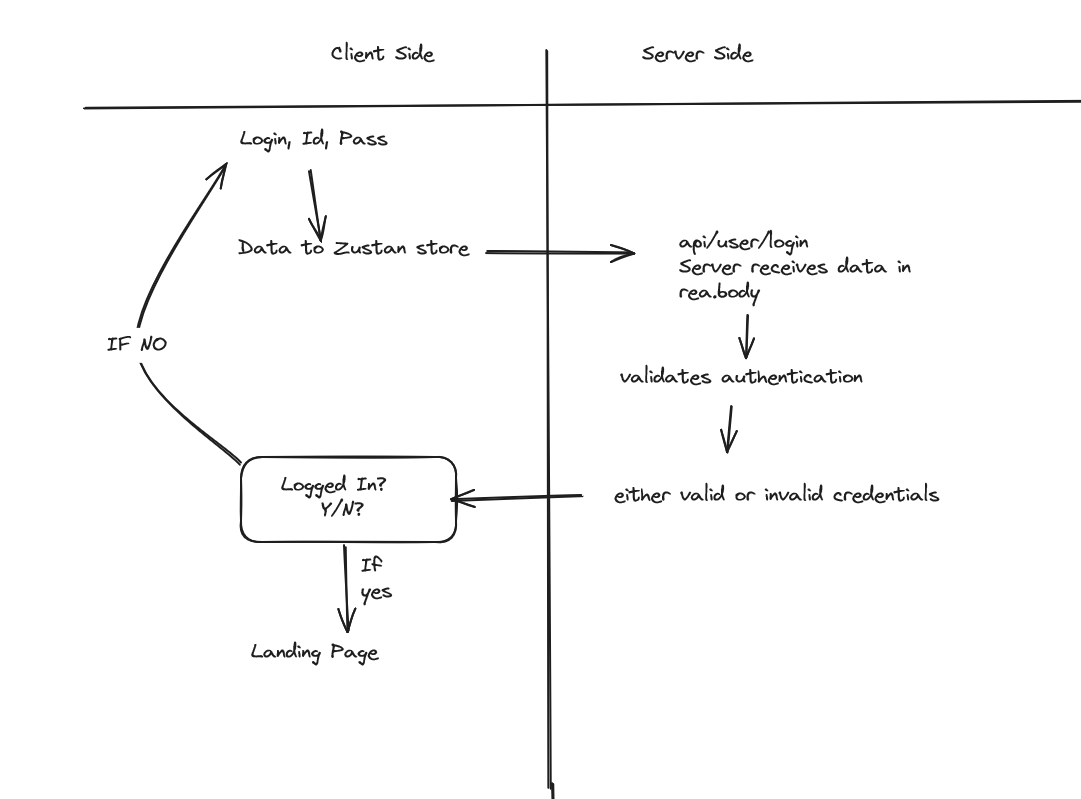 Client Side
Server Side
Login, Id, Pass
Data to Zustan store
api/user/login
Server receives data in
rea.body
IF NO
validates authentication
Logged In?
Y/N?
either valid or invalid credentials
If
yes
Landing Page